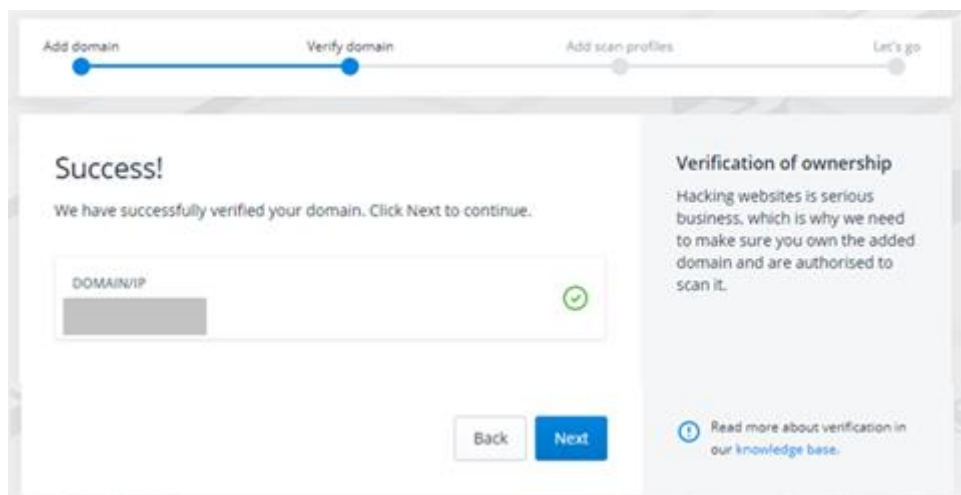 Add domain
Verify domain
Add scan profiles
Let's go
Success!
We have successfully verified your domain. Click Next to continue.
DOMAIN/IP
Back
Next
Verification of ownership
Hacking websites is serious
business, which is why we need
to make sure you own the added
domain and are authorised to
scan it.
Read more about verification in
our knowledge base.